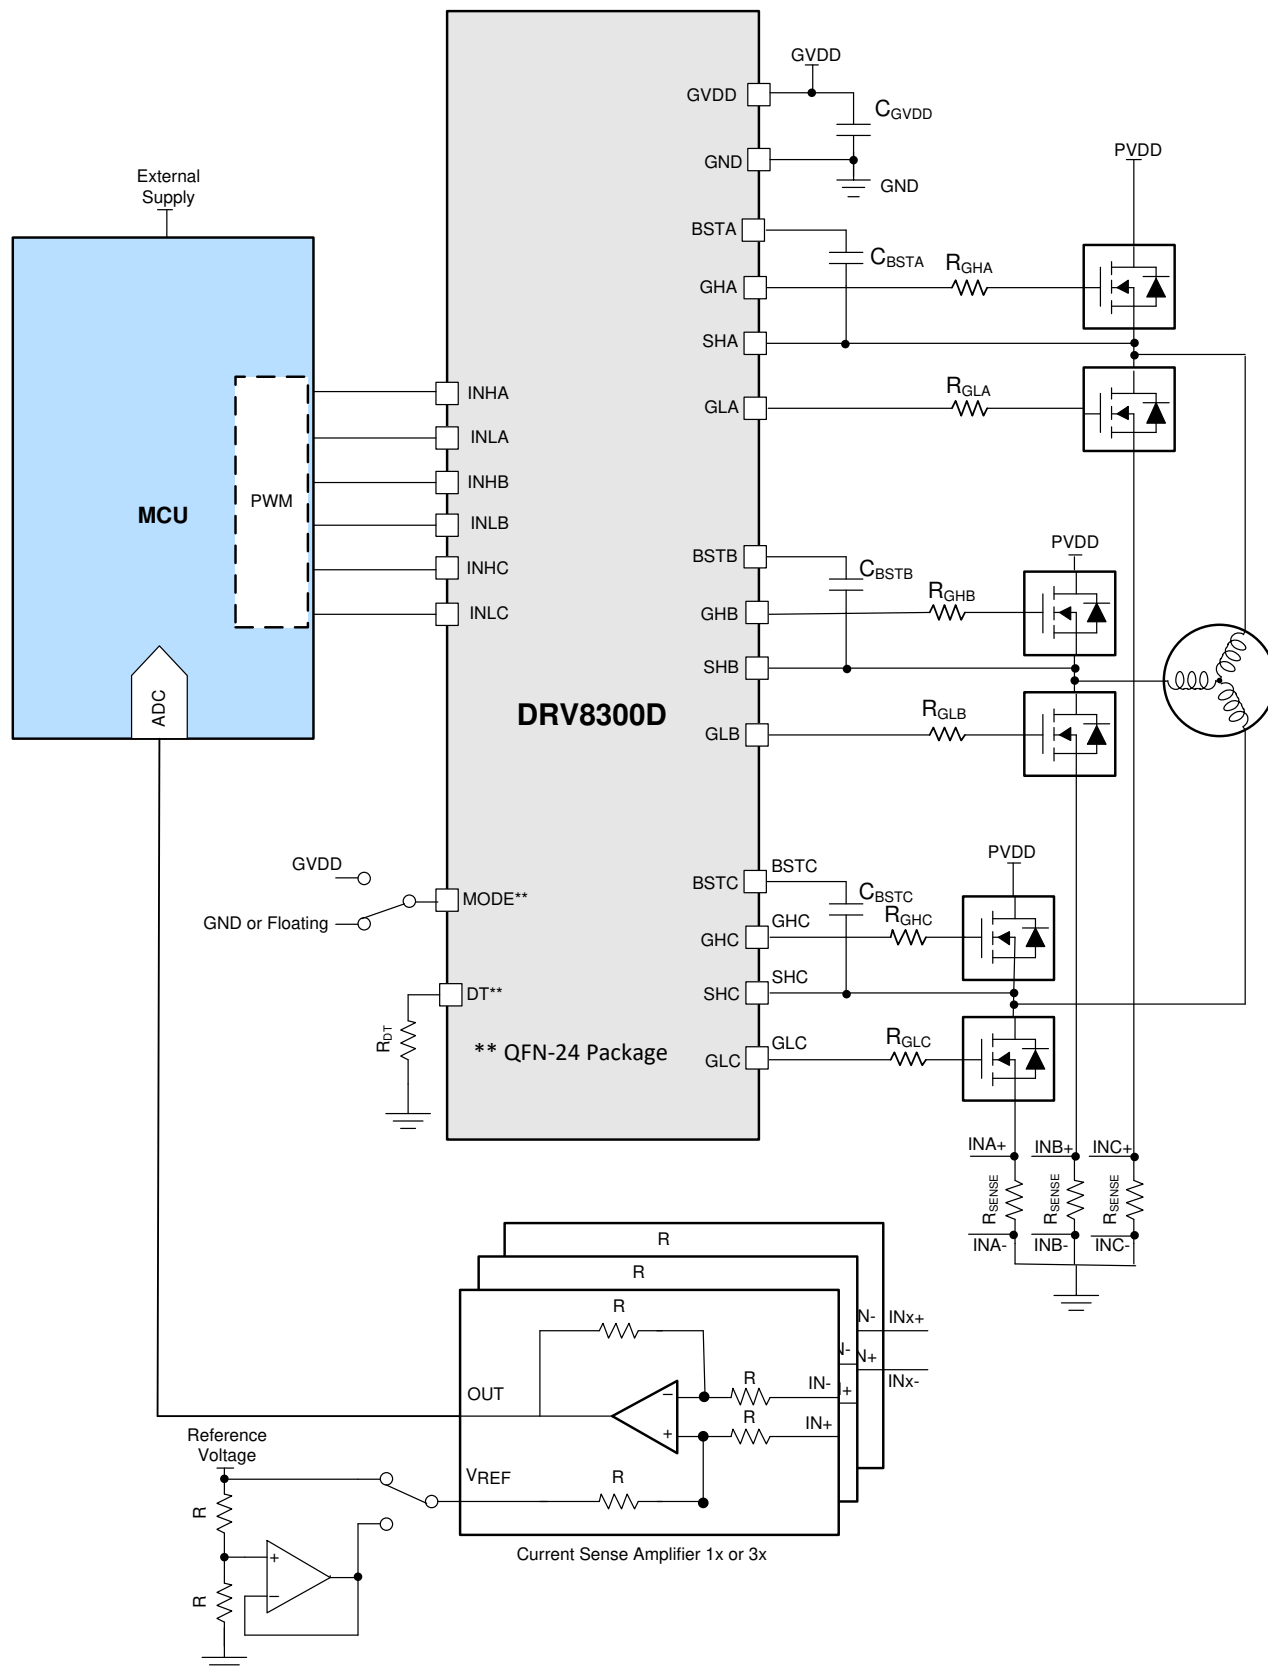 GVDD
GVDD
CGVDD
GND
GND
PVDD
External
Supply
BSTA
CBSTA
GHA
RGHA
SHA
INHA
GLA
RGLA
INLA
INHB
MCU
PWM
INLB
BSTB
PVDD
CBSTB
INHC
INLC
GHB
RGHB
SHB
ADC
DRV8300D
GLB
RGLB
GVDD
MODE**
GND or Floating
BSTC
BSTC
PVDD
CBSTC
GHC
GHC
RGHC
SHC
SHC
DT**
RDT
** QFN-24 Package
GLC
GLC
RGLC
INA+
INB+
INC+
RSENSE
RSENSE
RSENSE
INA-
INB-
INC-
R
R
R
N-
INx+
N-
N+
INx-
OUT
R
IN-
+
−
R
IN+
+
Reference
Voltage
VREF
R
R
+
−
R
Current Sense Amplifier 1x or 3x